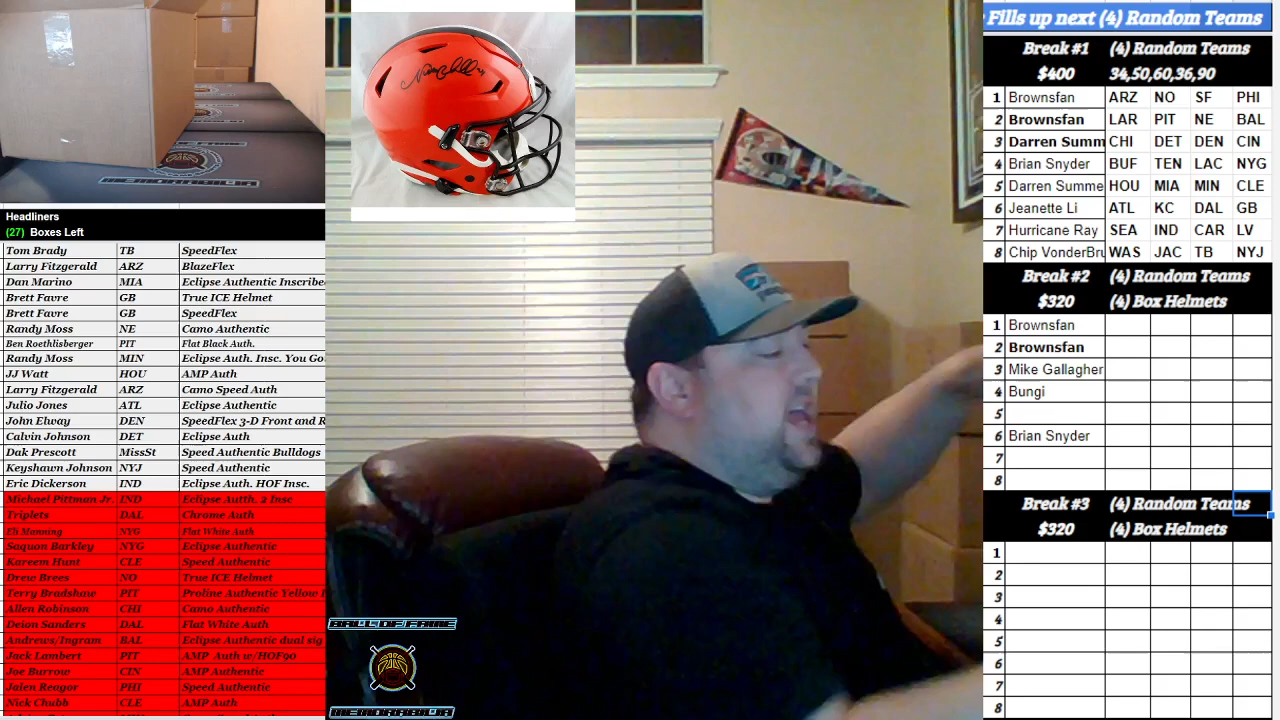 MEMORABILIA
Headliners
(27) Boxes Left
Tom Brady TB SpeedFlex
Larry Fitzgerald ARZ BlazeFlex
Dan Marino MIA Eclipse Authentic Inscribe
Brett Favre GB True ICE Helmet
Brett Favre GB SpeedFlex
Randy Moss NE Camo Authentic
Ben Roethlisberger PIT Flat Black Auth.
Randy Moss MIN Eclipse Auth. Insc. You Go
JJ Watt HOU AMP Auth
Larry Fitzgerald ARZ Camo Speed Auth
Julio Jones ATL Eclipse Authentic
John Elway DEN SpeedFlex 3-D Front and R
Calvin Johnson DET Eclipse Auth
Dak Prescott MissSt Speed Authentic Bulldogs
Keyshawn Johnson NYJ Speed Authentic
Eric Dickerson IND Eclipse Auth. HOF Insc.
Michael Pittman Jr. IND Eclipse Autth. 2 Insc
Triplets DAL Chrome Auth
Eli Manning NYG Flat White Auth
Saquon Barkley NYG Eclipse Authentic
Kareem Hunt CLE Speed Authentic
Drew Brees NO True ICE Helmet
Terry Bradshaw PIT Proline Authentic Yellow
Allen Robinson CHI Camo Authentic
Deion Sanders DAL Flat White Auth
Andrews/Ingram BAL Eclipse Authentic dual sig
Jack Lambert PIT AMP Auth w/HOF90
Joe Burrow CIN AMP Authentic
Jalen Reagor PHI Speed Authentic
Nick Chubb CLE AMP Auth
BALL OF FAME
MEMORABILIA
Fills up next (4) Random Teams
Break #1 (4) Random Teams
$400 34,50,60,36,90
1 Brownsfan ARZ NO SF PHI
2 Brownsfan LAR PIT NE BAL
3 Darren Summ CHI DET DEN CIN
4 Brian Snyder BUF TEN LAC NYG
5 Darren Summe HOU MIA MIN CLE
6 Jeanette Li ATL KC DAL GB
7 Hurricane Ray SEA IND CAR LV
8 Chip VonderBru WAS JAC TB NYJ
Break #2 (4) Random Teams
$320 (4) Box Helmets
1 Brownsfan
2 Brownsfan
3 Mike Gallagher
4 Bungi
5
6 Brian Snyder
7
8
Break #3 (4) Random Teams
$320 (4) Box Helmets
1
2
3
4
5
6
7
8